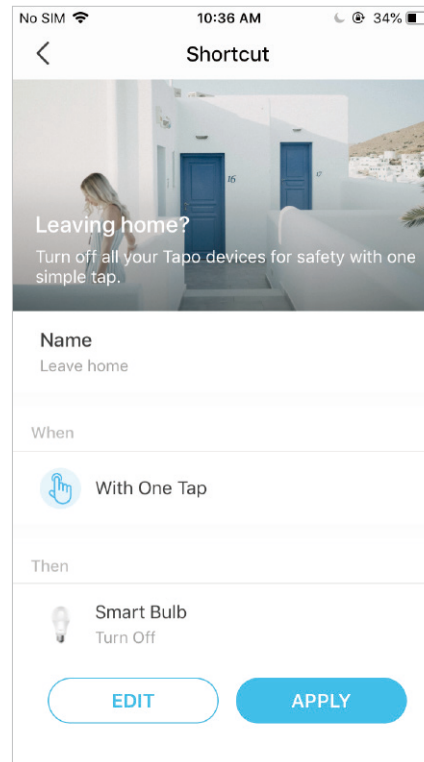 No SIM 10:36 AM 34%
Shortcut
16
Leaving home?
Turn off all your Tapo devices for safety with one
simple tap.
Name
Leave home
When
With One Tap
Then
Smart Bulb
Turn Off
EDIT APPLY